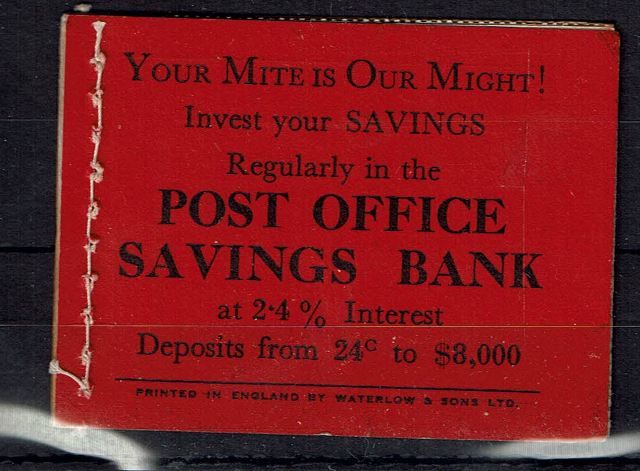 YOUR MITE IS OUR MIGHT!
Invest your SAVINGS
Regularly in the
POST OFFICE
SAVINGS BANK
at 2·4% Interest
Deposits from 24c to $8,000
PRINTED IN ENGLAND BY WATERLOW & SONS LTD.